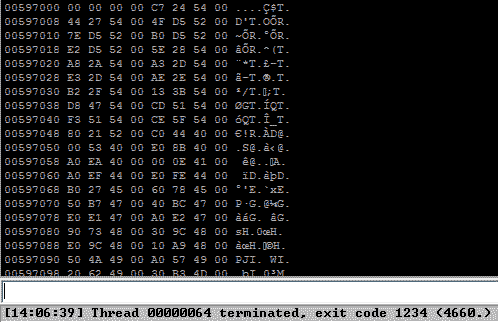 00597000 00 00 00 00 C7 24 54 00 ....Ç$T.
00597008 44 27 54 00 4F D5 52 00 D'T.OÕR.
00597010 7E D5 52 00 B0 D5 52 00 ~ÕR.°ÕR.
00597018 E2 D5 52 00 5E 28 54 00 âÕR.^(T.
00597020 A8 2A 54 00 A3 2D 54 00 ¨*T.£-T.
00597028 E3 2D 54 00 AE 2E 54 00 ã-T.®.T.
00597030 B2 2F 54 00 13 3B 54 00 ²/T.▯;T.
00597038 D8 47 54 00 CD 51 54 00 ØGT.ÍQT.
00597040 F3 51 54 00 CE 5F 54 00 óQT.Î_T.
00597048 80 21 52 00 C0 44 40 00 €!R.ÀD@.
00597050 00 53 40 00 E0 8B 40 00 .S@.à‹@.
00597058 A0 EA 40 00 00 0E 41 00 ê@..▯A.
00597060 A0 EF 44 00 E0 FE 44 00 ïD.àþD.
00597068 B0 27 45 00 60 78 45 00 °'E.`xE.
00597070 50 B7 47 00 40 BC 47 00 P·G.@¼G.
00597078 E0 E1 47 00 A0 E2 47 00 àáG. âG.
00597080 90 73 48 00 30 9C 48 00 sH.0œH.
00597088 E0 9C 48 00 10 A9 48 00 àœH.▯©H.
00597090 50 4A 49 00 A0 57 49 00 PJI. WI.
00597098 20 62 49 00 30 B3 4D 00 bI.0³M.
[14:06:39] Thread 00000064 terminated, exit code 1234 (4660.)